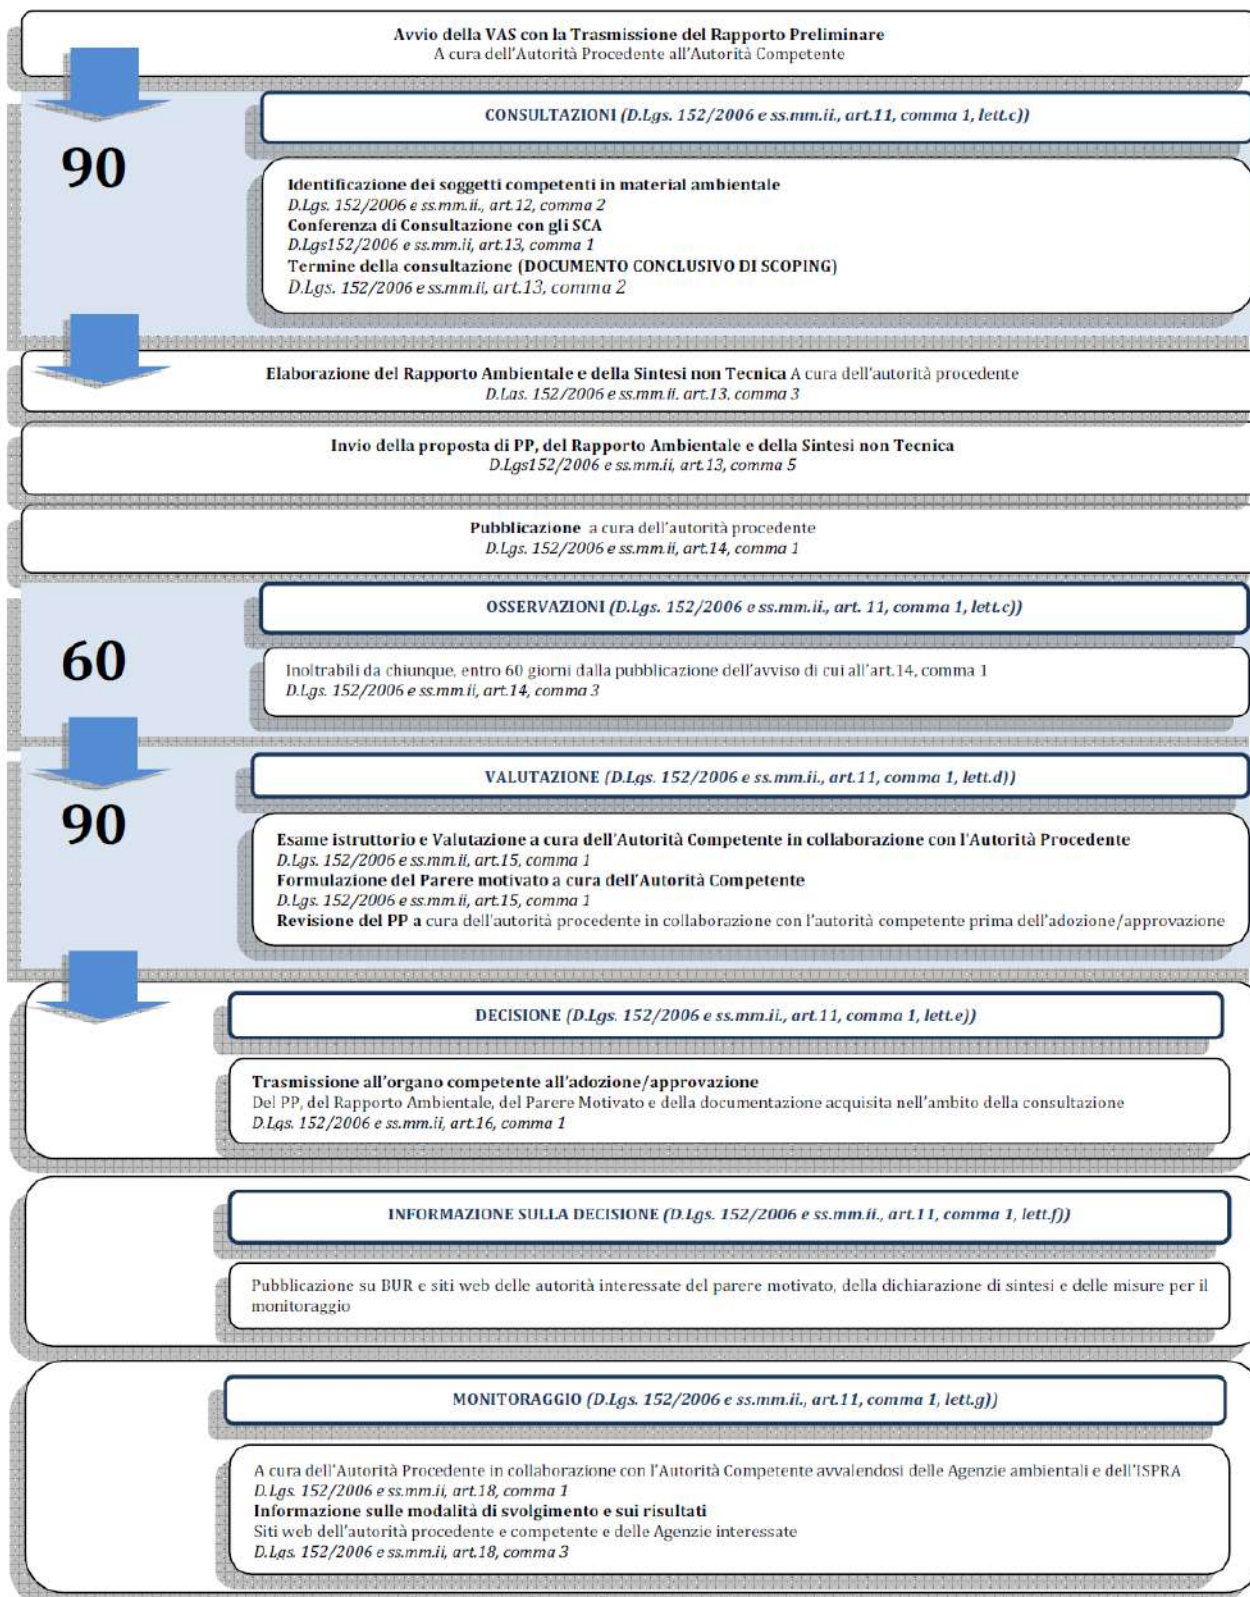 Avvio della VAS con la Trasmissione del Rapporto Preliminare
A cura dell'Autorità Procedente all'Autorità Competente
CONSULTAZIONI (D.Lgs. 152/2006 e ss.mm.ii., art.11, comma 1, lett.c))
90
Identificazione dei soggetti competenti in material ambientale
D.Lgs. 152/2006 e ss.mm.ii., art.12, comma 2
Conferenza di Consultazione con gli SCA
D.Lgs152/2006 e ss.mm.ii, art.13, comma 1
Termine della consultazione (DOCUMENTO CONCLUSIVO DI SCOPING)
D.Lgs. 152/2006 e ss.mm.ii, art.13, comma 2
Elaborazione del Rapporto Ambientale e della Sintesi non Tecnica A cura dell'autorità procedente
D.Lgs. 152/2006 e ss.mm.ii. art.13, comma 3
Invio della proposta di PP, del Rapporto Ambientale e della Sintesi non Tecnica
D.Lgs152/2006 e ss.mm.ii, art.13, comma 5
Pubblicazione a cura dell'autorità procedente
D.Lgs. 152/2006 e ss.mm.ii, art.14, comma 1
OSSERVAZIONI (D.Lgs. 152/2006 e ss.mm.ii., art. 11, comma 1, lett.c))
60
Inoltrabili da chiunque, entro 60 giorni dalla pubblicazione dell'avviso di cui all'art.14, comma 1
D.Lgs. 152/2006 e ss.mm.ii, art.14, comma 3
VALUTAZIONE (D.Lgs. 152/2006 e ss.mm.ii., art.11, comma 1, lett.d))
90
Esame istruttorio e Valutazione a cura dell'Autorità Competente in collaborazione con l'Autorità Procedente
D.Lgs. 152/2006 e ss.mm.ii, art.15, comma 1
Formulazione del Parere motivato a cura dell'Autorità Competente
D.Lgs. 152/2006 e ss.mm.ii, art.15, comma 1
Revisione del PP a cura dell'autorità procedente in collaborazione con l'autorità competente prima dell'adozione/approvazione
DECISIONE (D.Lgs. 152/2006 e ss.mm.ii., art.11, comma 1, lett.e))
Trasmissione all'organo competente all'adozione/approvazione
Del PP, del Rapporto Ambientale, del Parere Motivato e della documentazione acquisita nell'ambito della consultazione
D.Lgs. 152/2006 e ss.mm.ii, art.16, comma 1
INFORMAZIONE SULLA DECISIONE (D.Lgs. 152/2006 e ss.mm.ii., art.11, comma 1, lett.f))
Pubblicazione su BUR e siti web delle autorità interessate del parere motivato, della dichiarazione di sintesi e delle misure per il
monitoraggio
MONITORAGGIO (D.Lgs. 152/2006 e ss.mm.ii., art.11, comma 1, lett.g))
A cura dell'Autorità Procedente in collaborazione con l'Autorità Competente avvalendosi delle Agenzie ambientali e dell'ISPRA
D.Lgs. 152/2006 e ss.mm.ii, art.18, comma 1
Informazione sulle modalità di svolgimento e sui risultati
Siti web dell'autorità procedente e competente e delle Agenzie interessate
D.Lgs. 152/2006 e ss.mm.ii, art.18, comma 3